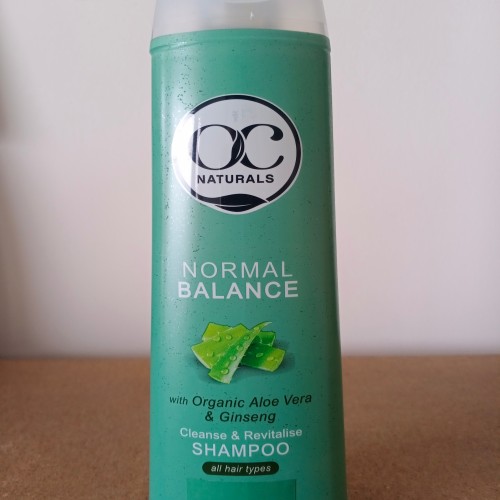 OC
NATURALS
NORMAL
BALANCE
with Organic Aloe Vera
& Ginseng
Cleanse & Revitalise
SHAMPOO
all hair types